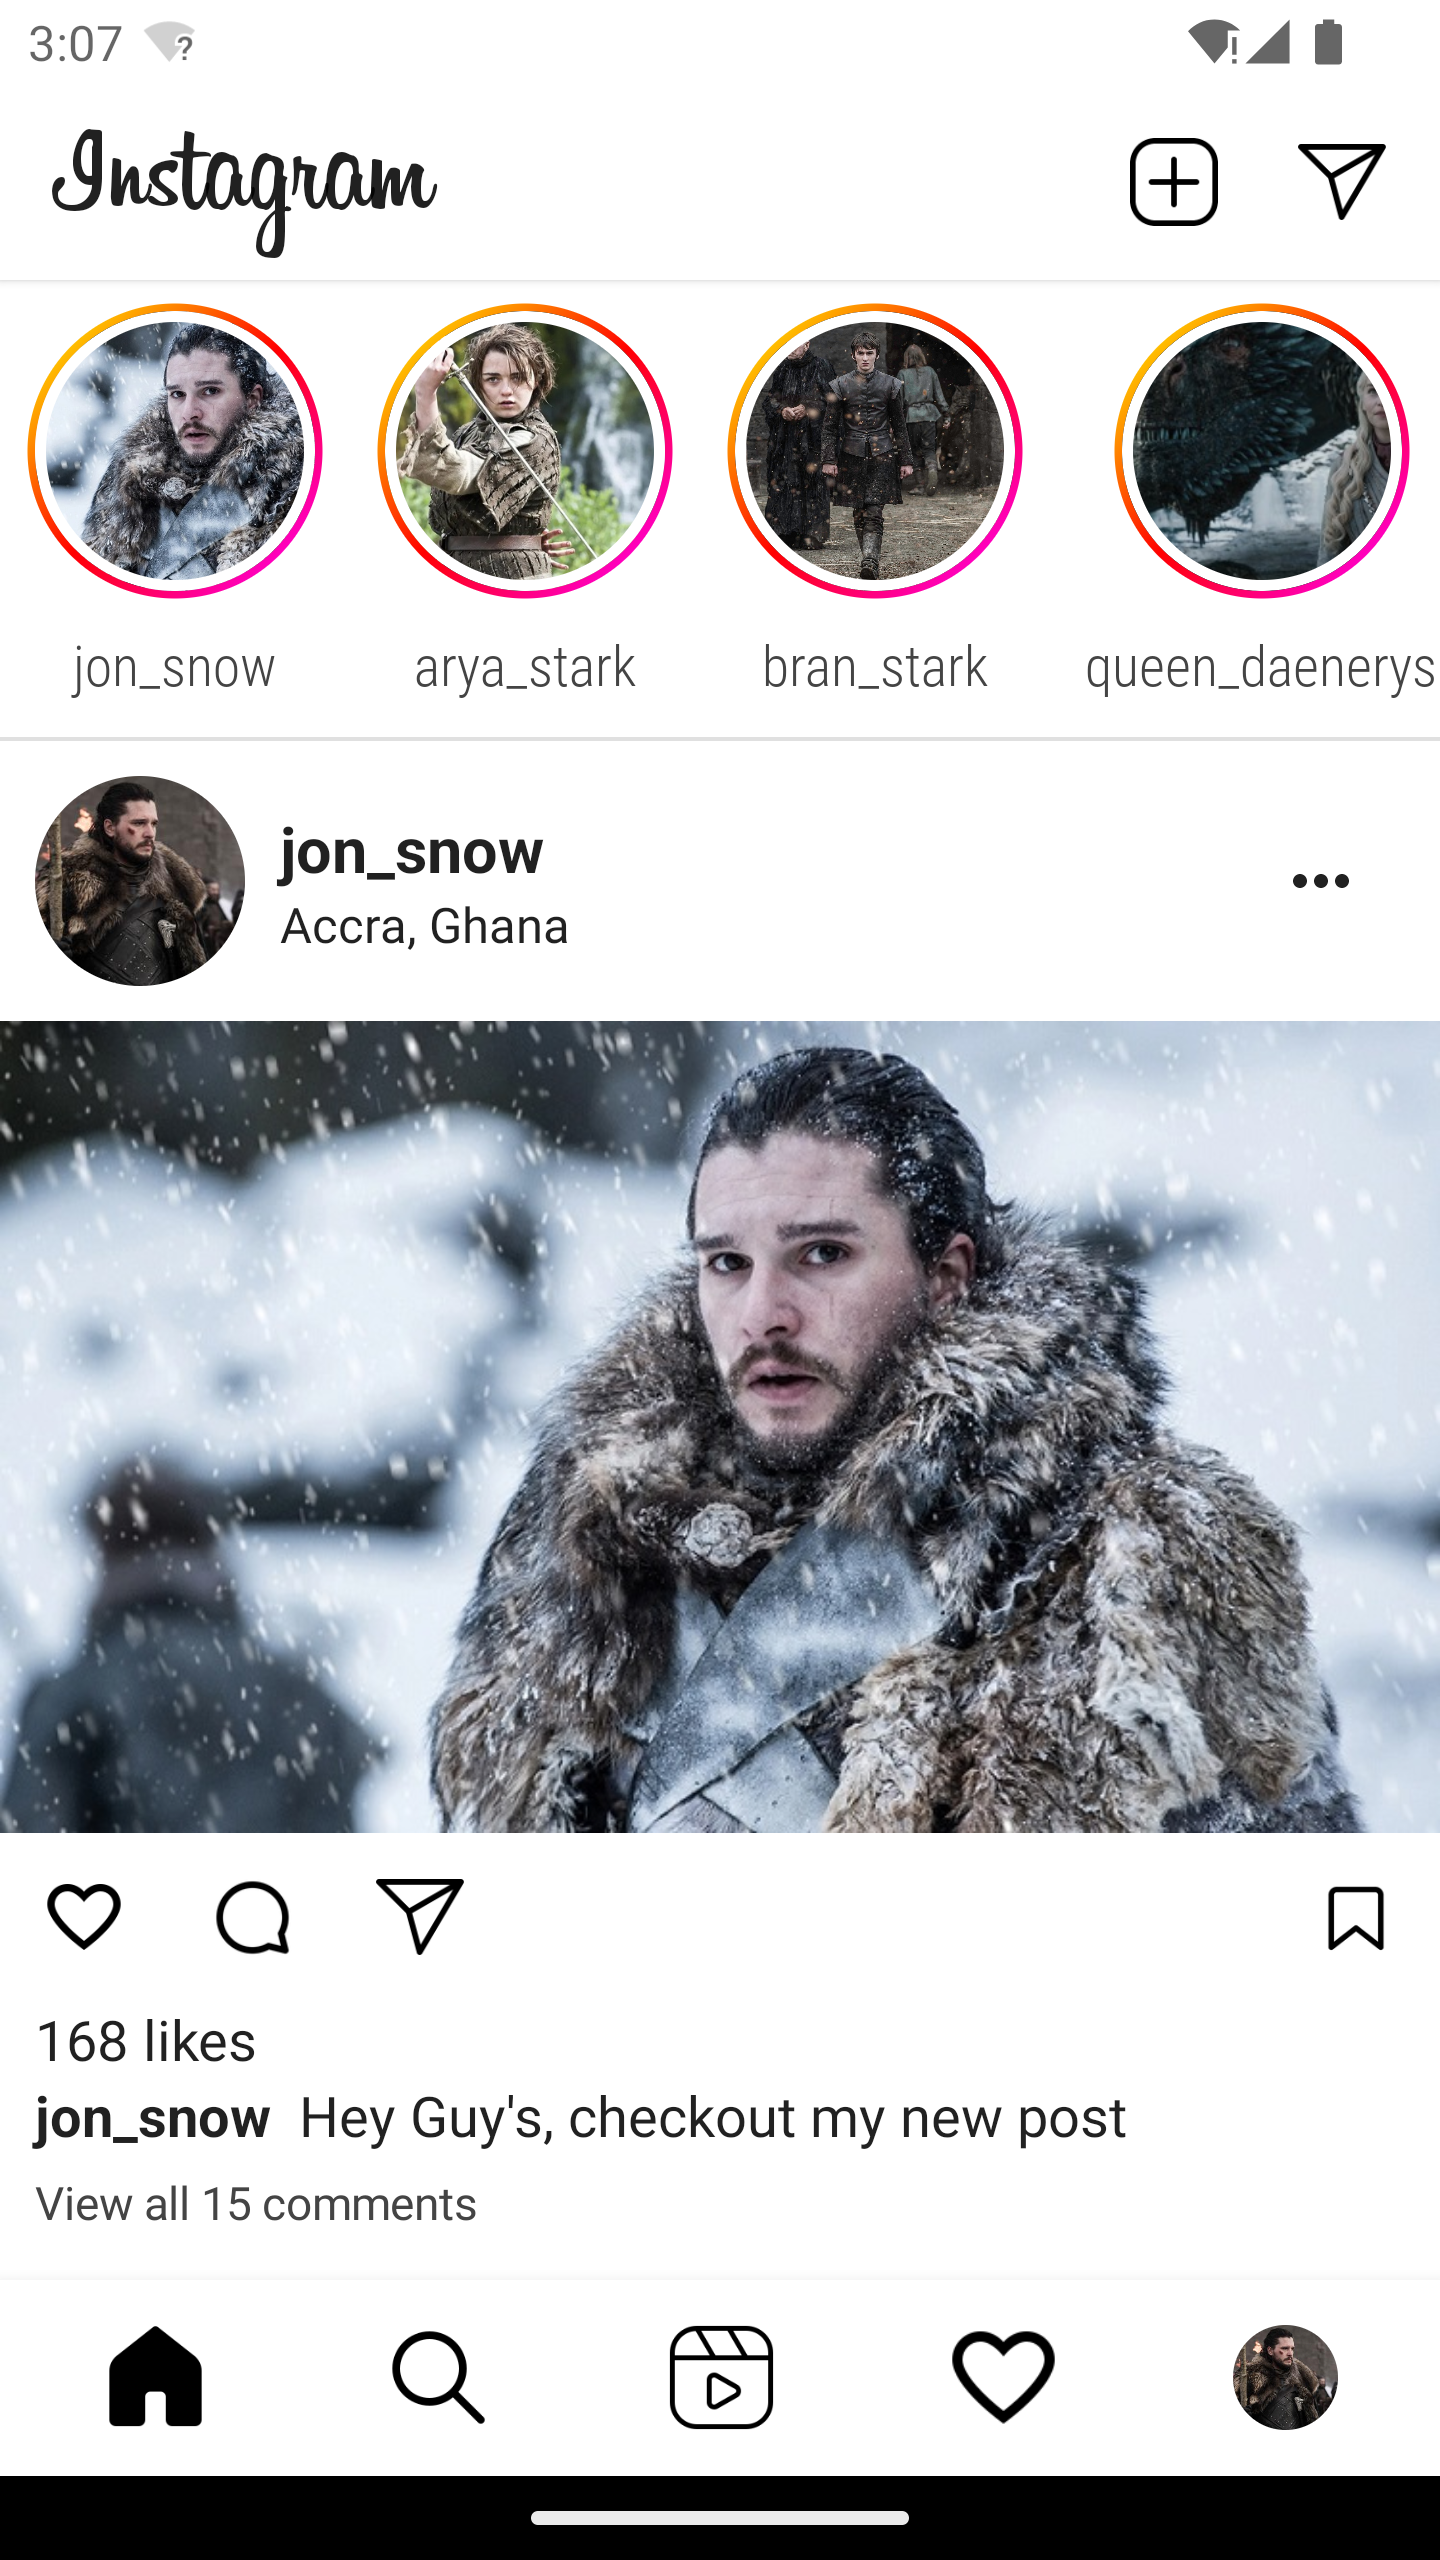 3:07
Instagram
jon_snow arya_stark bran_stark queen_daenerys
jon_snow
Accra, Ghana
168 likes
jon_snow Hey Guy's, checkout my new post
View all 15 comments